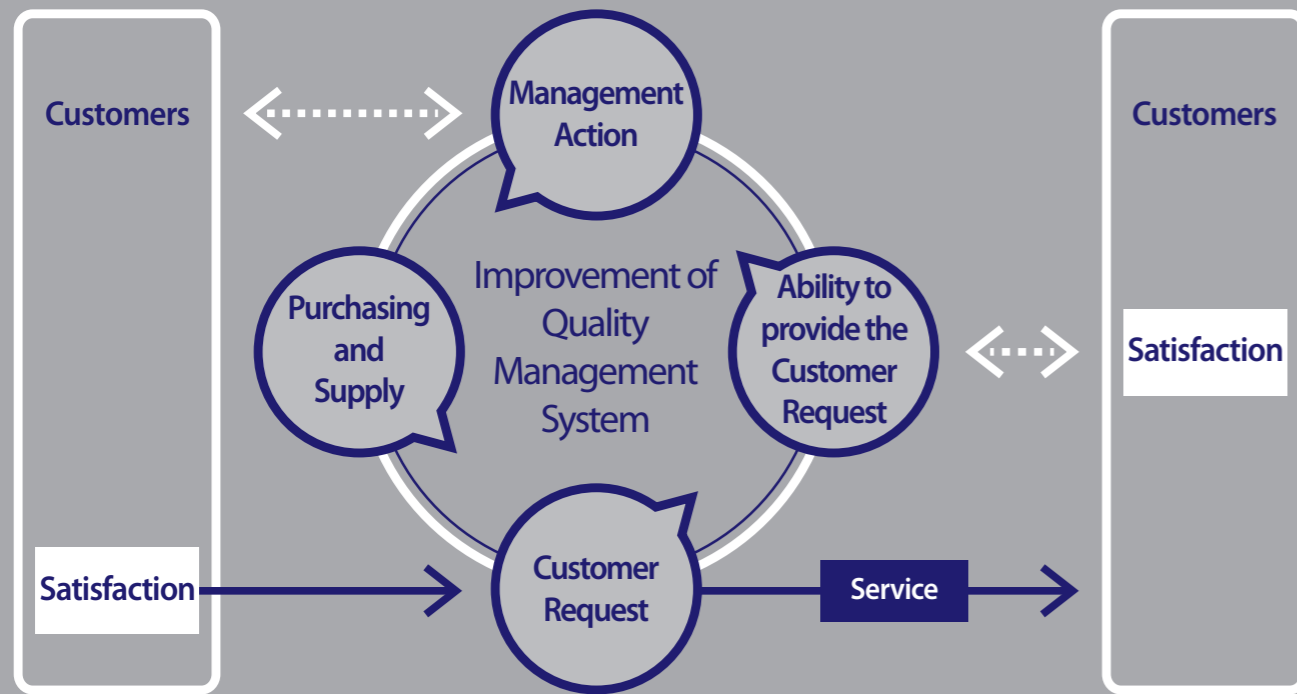 Customers
Management
Action
Customers
Improvement of
Quality
Management
System
Purchasing
and
Supply
Ability to
provide the
Customer
Request
Satisfaction
Satisfaction
Customer
Request
Service